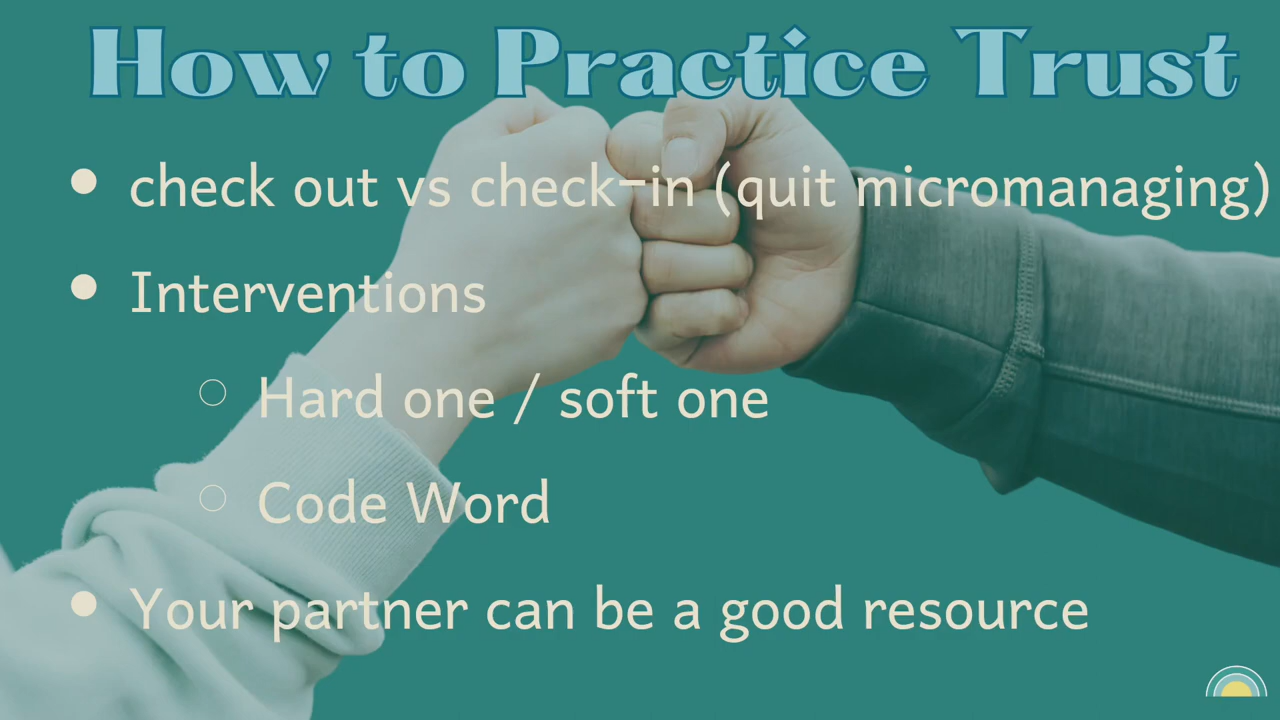 How to Practice Trust
• check out vs check-in (quit micromanaging)
• Interventions
○ Hard one / soft one
○ Code Word
• Your partner can be a good resource